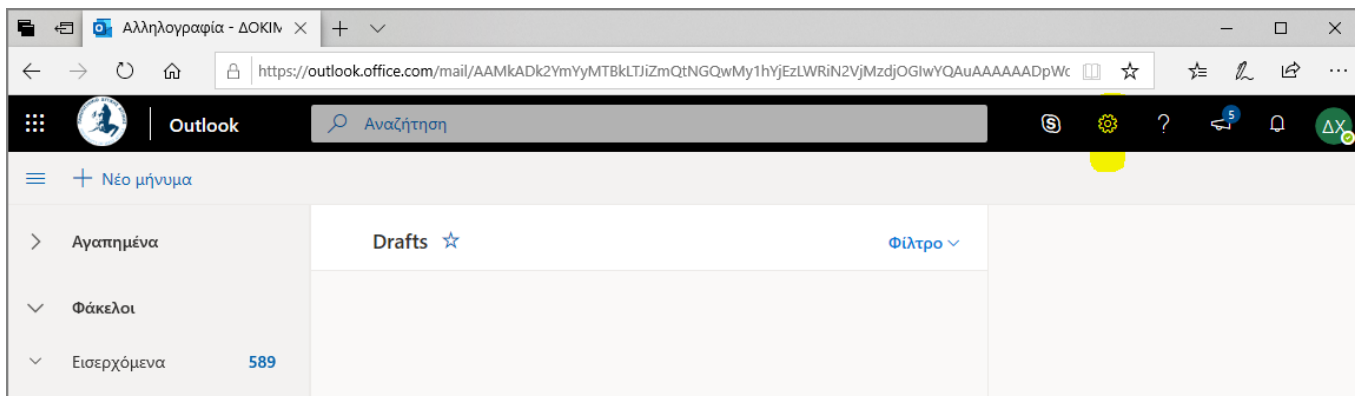 Αλληλογραφία - ΔΟΚΙΜ
https://outlook.office.com/mail/AAMkADk2YmYyMTBkLTJiZmQtNGQwMy1hYjEzLWRiN2VjMzdjOGIwYQAuAAAAAADpWc
Outlook Αναζήτηση ? 5 ΔΧ
Νέο μήνυμα
Αγαπημένα Drafts Φίλτρο
Φάκελοι
Εισερχόμενα 589